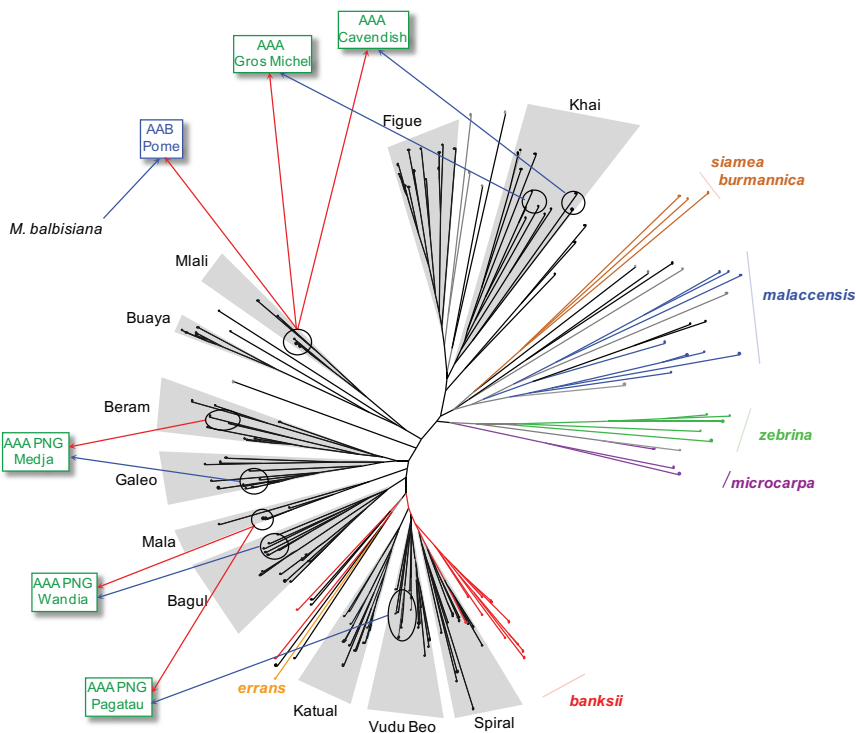 AAA
Cavendish
AAA
Gros Michel
Khai
Figue
AAB
Pome
siamea
burmannica
M. balbisiana
Mlali
malaccensis
Buaya
Beram
AAA PNG
Medja
zebrina
Galeo
microcarpa
Mala
AAA PNG
Wandia
Bagul
errans
AAA PNG
Pagatau
banksii
Katual
Vudu Beo
Spiral